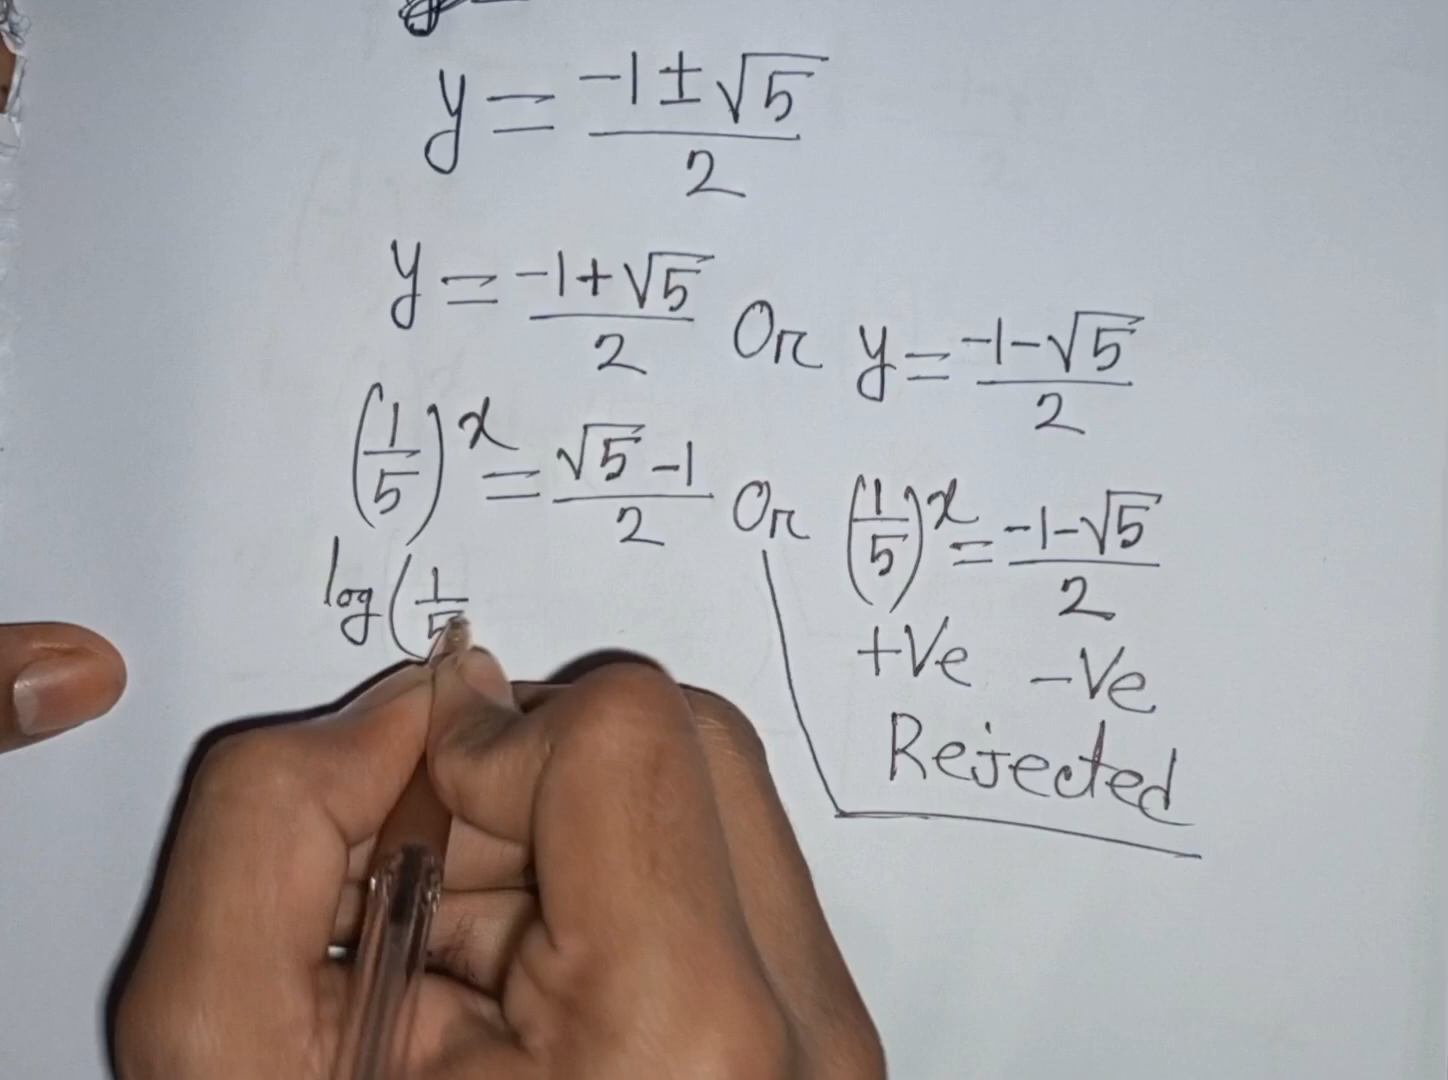 y = (-1 ± √5)/2
y = (-1 + √5)/2 Or y = (-1 - √5)/2
(1/5)^x = (√5 - 1)/2 Or (1/5)^x = (-1 - √5)/2
+Ve -Ve
Rejected
log(1/5